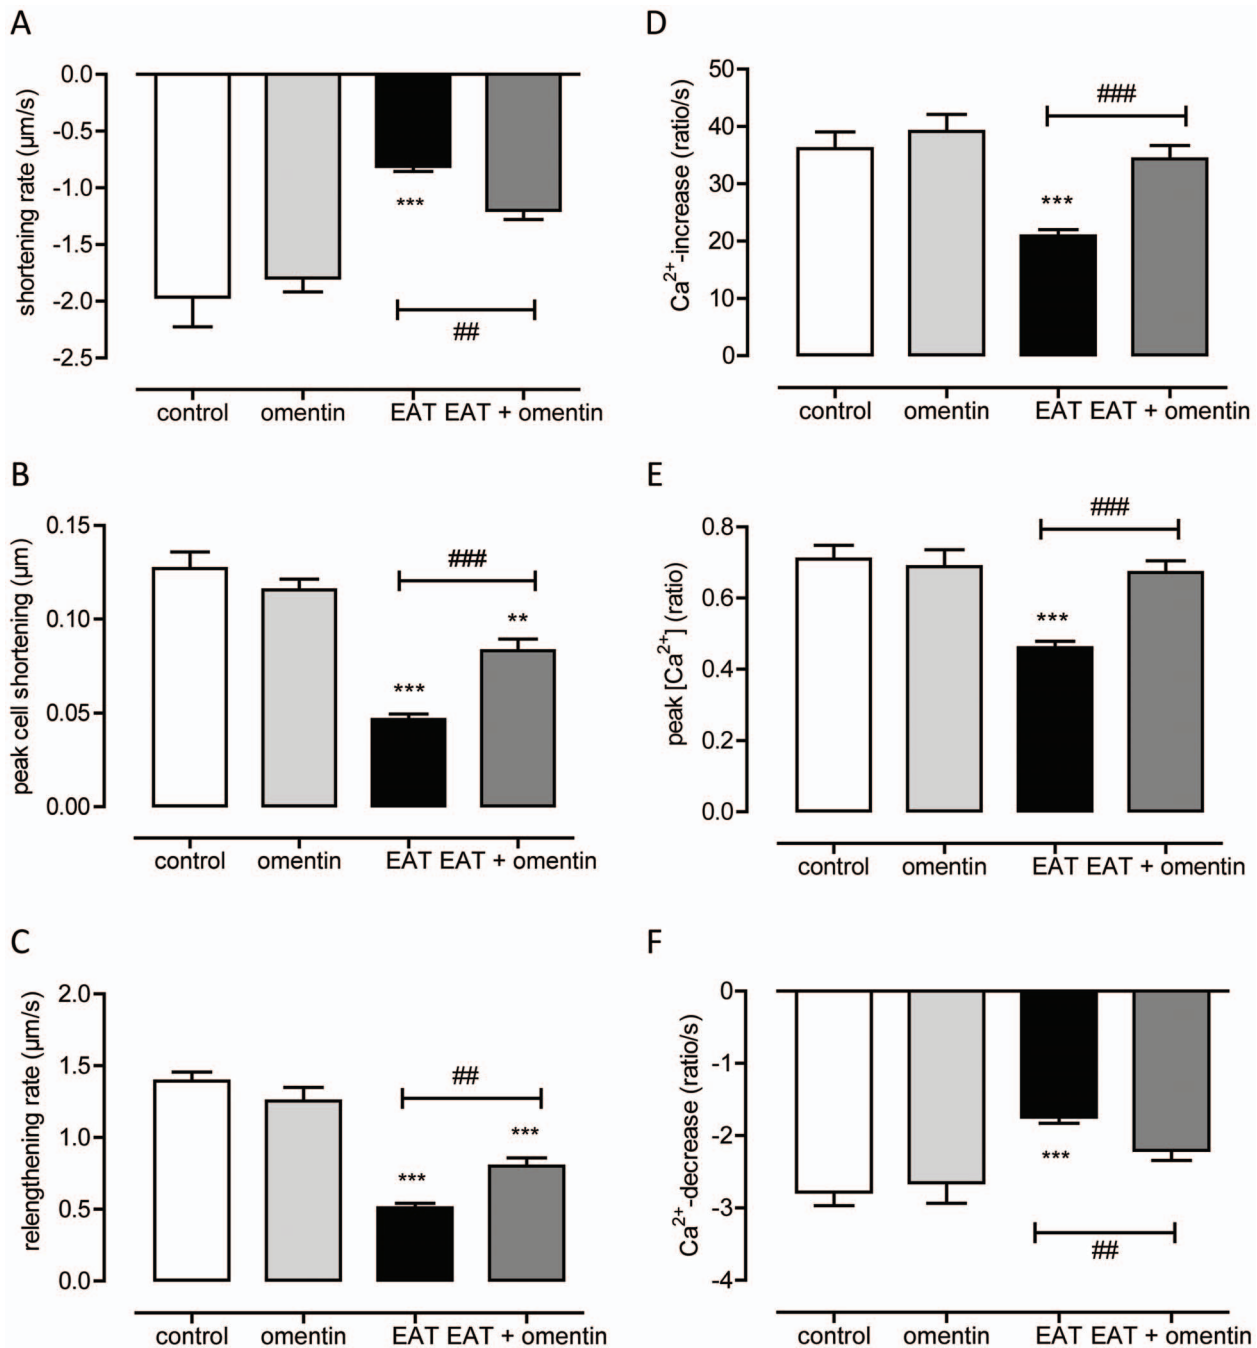 A
shortening rate (µm/s)
0.0
-0.5
-1.0
-1.5
-2.0
-2.5
***
##
control omentin EAT EAT + omentin
D
Ca²⁺-increase (ratio/s)
50
40
30
20
10
0
###
***
control omentin EAT EAT + omentin
B
peak cell shortening (µm)
0.15
0.10
0.05
0.00
###
**
***
control omentin EAT EAT + omentin
E
peak [Ca²⁺] (ratio)
0.8
0.6
0.4
0.2
0.0
###
***
control omentin EAT EAT + omentin
C
relengthening rate (µm/s)
2.0
1.5
1.0
0.5
0.0
##
***
***
control omentin EAT EAT + omentin
F
Ca²⁺-decrease (ratio/s)
0
-1
-2
-3
-4
***
##
control omentin EAT EAT + omentin